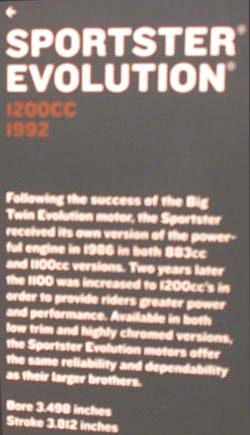 SPORTSTER®
EVOLUTION®
1200CC
1992
Following the success of the Big
Twin Evolution motor, the Sportster
received its own version of the power-
ful engine in 1986 in both 883cc
and 1100cc versions. Two years later
the 1100 was increased to 1200cc's in
order to provide riders greater power
and performance. Available in both
low trim and highly chromed versions,
the Sportster Evolution motors offer
the same reliability and dependability
as their larger brothers.
Bore 3.498 inches
Stroke 3.812 inches